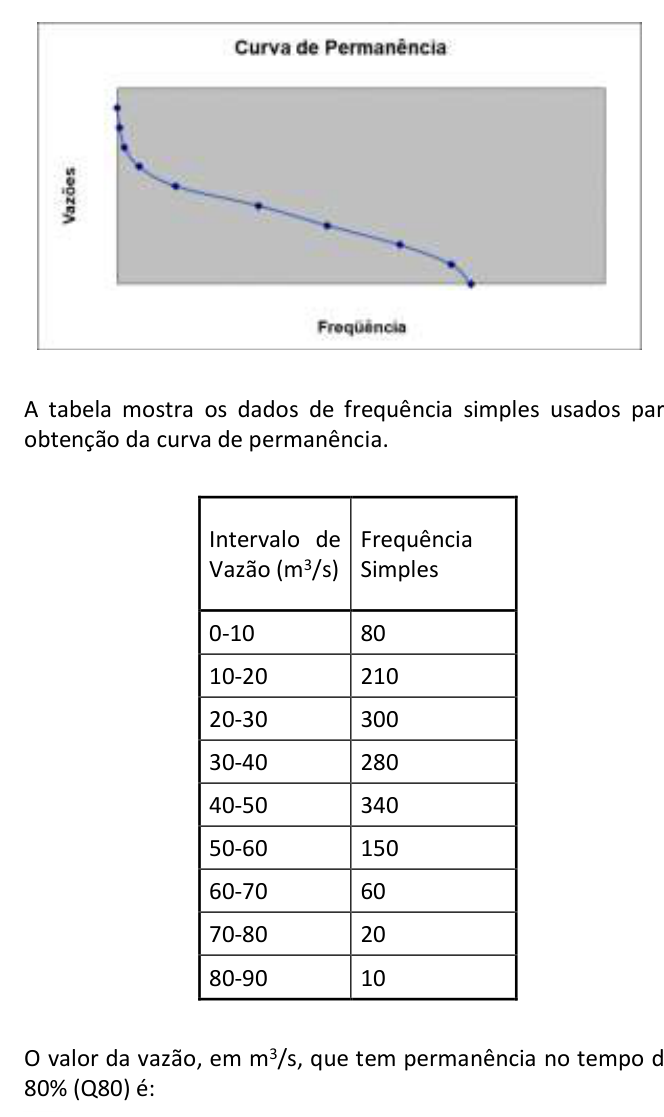 Curva de Permanência
Vazões
Freqüência
A tabela mostra os dados de frequência simples usados par
obtenção da curva de permanência.
Intervalo de Frequência
Vazão (m³/s) Simples
0-10 80
10-20 210
20-30 300
30-40 280
40-50 340
50-60 150
60-70 60
70-80 20
80-90 10
O valor da vazão, em m³/s, que tem permanência no tempo d
80% (Q80) é: